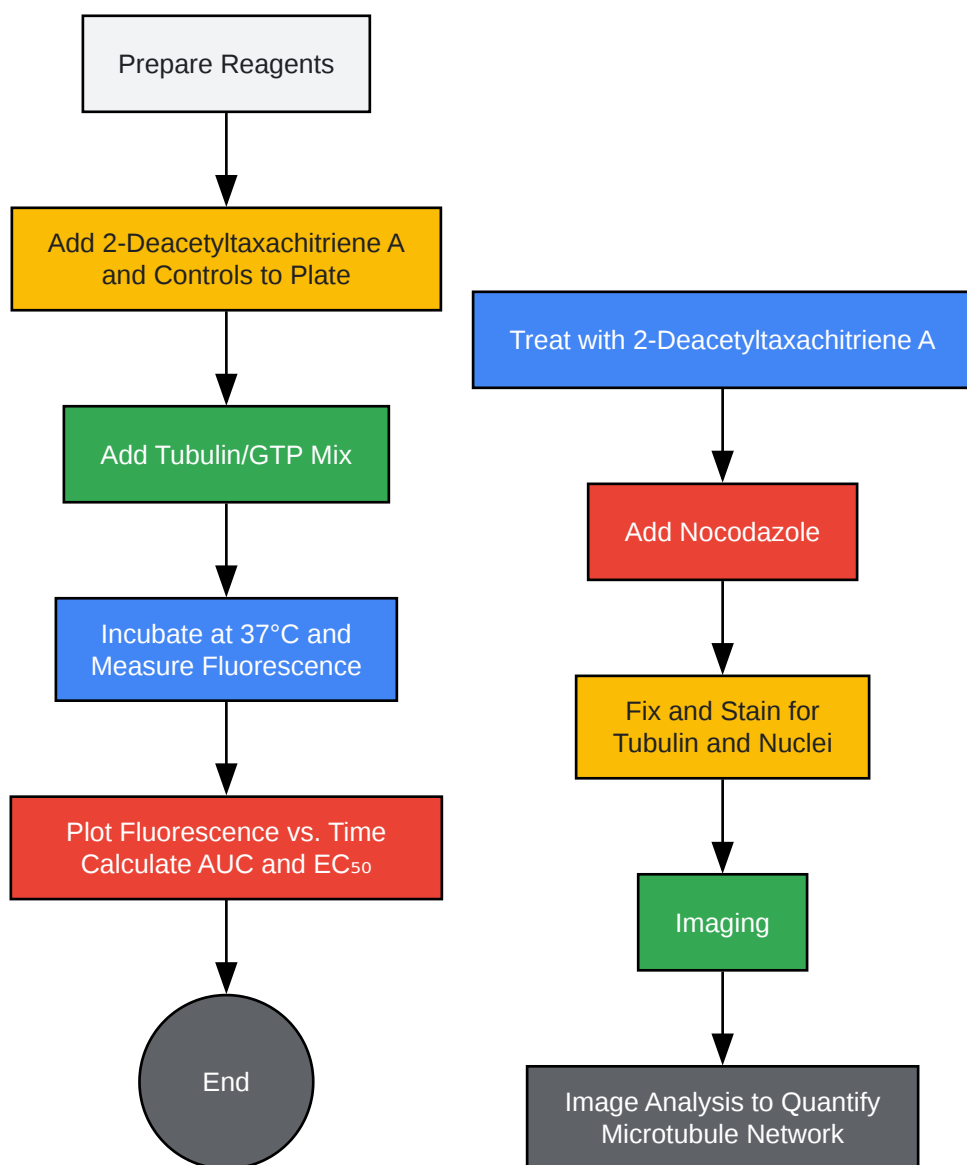 Prepare Reagents
Add 2-Deacetyltaxachitriene A
and Controls to Plate
Add Tubulin/GTP Mix
Incubate at 37°C and
Measure Fluorescence
Plot Fluorescence vs. Time
Calculate AUC and EC₅₀
End
Treat with 2-Deacetyltaxachitriene A
Add Nocodazole
Fix and Stain for
Tubulin and Nuclei
Imaging
Image Analysis to Quantify
Microtubule Network